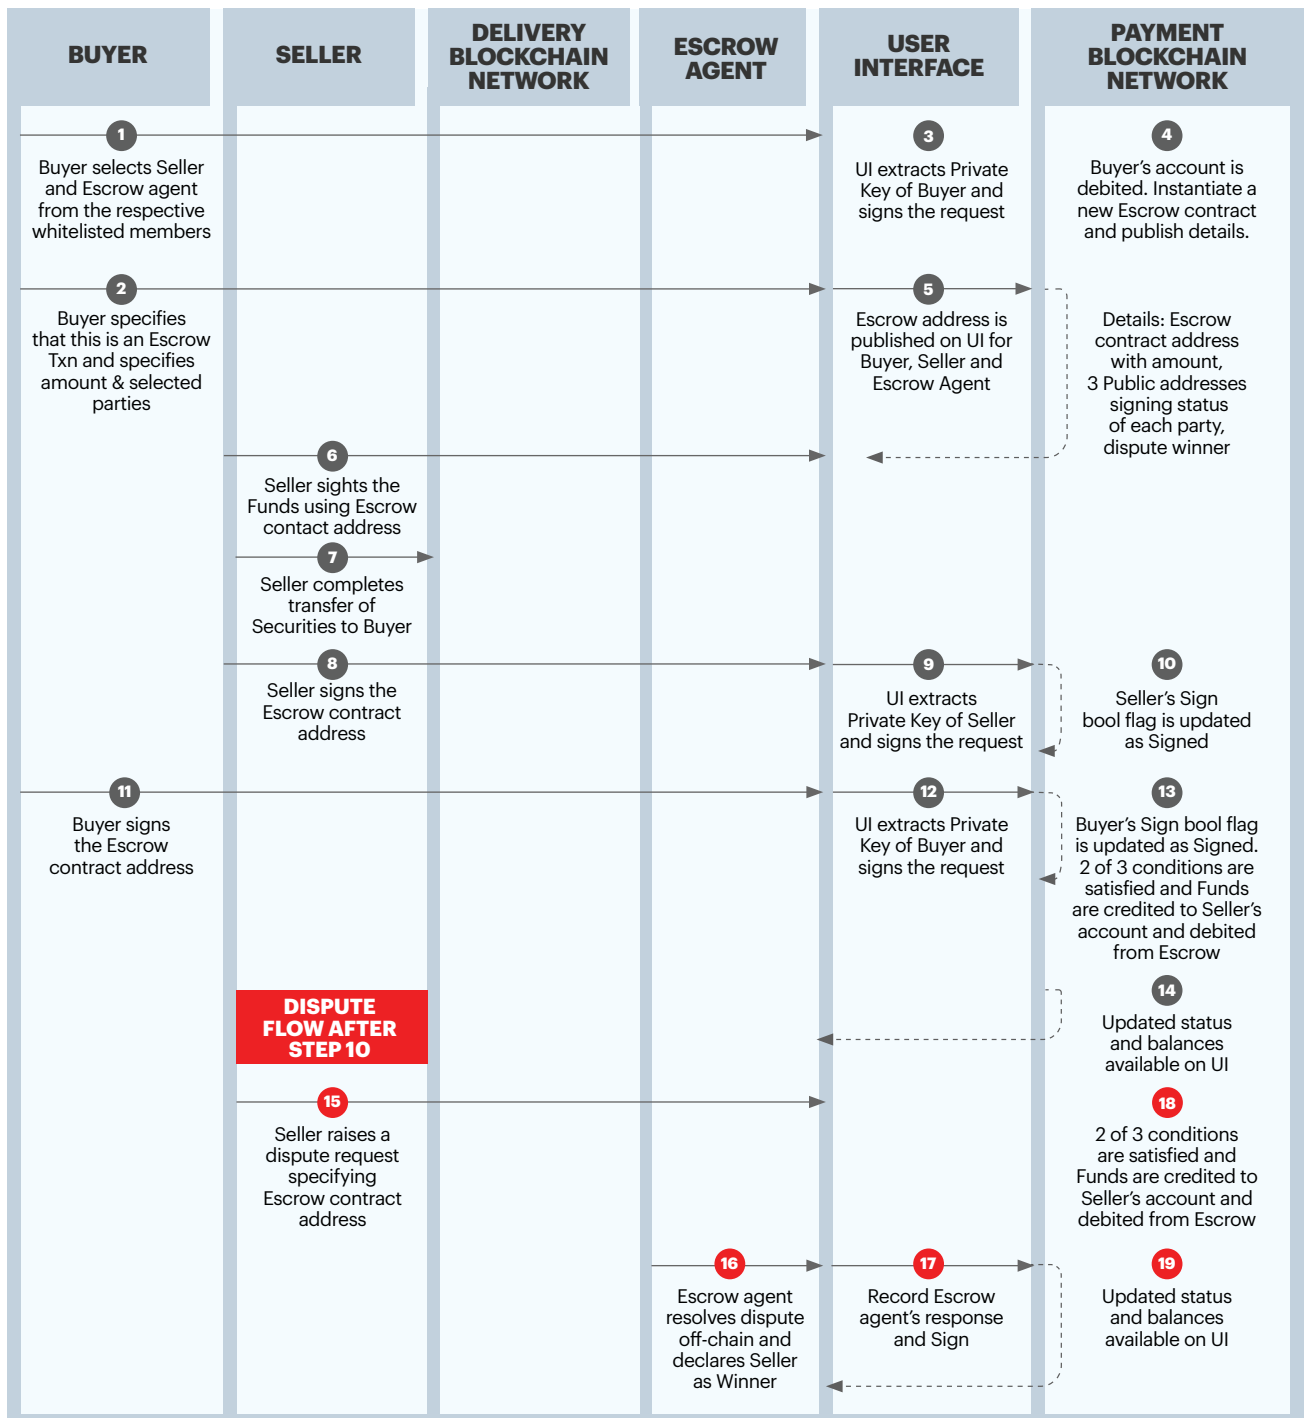 BUYER
SELLER
DELIVERY
BLOCKCHAIN
NETWORK
ESCROW
AGENT
USER
INTERFACE
PAYMENT
BLOCKCHAIN
NETWORK
1
Buyer selects Seller
and Escrow agent
from the respective
whitelisted members
3
UI extracts Private
Key of Buyer and
signs the request
4
Buyer's account is
debited. Instantiate a
new Escrow contract
and publish details.
2
Buyer specifies
that this is an Escrow
Txn and specifies
amount & selected
parties
5
Escrow address is
published on UI for
Buyer, Seller and
Escrow Agent
Details: Escrow
contract address
with amount,
3 Public addresses
signing status
of each party,
dispute winner
6
Seller sights the
Funds using Escrow
contact address
7
Seller completes
transfer of
Securities to Buyer
8
Seller signs the
Escrow contract
address
9
UI extracts
Private Key of Seller
and signs the request
10
Seller's Sign
bool flag is updated
as Signed
11
Buyer signs
the Escrow
contract address
12
UI extracts Private
Key of Buyer and
signs the request
13
Buyer's Sign bool flag
is updated as Signed.
2 of 3 conditions are
satisfied and Funds
are credited to Seller's
account and debited
from Escrow
14
Updated status
and balances
available on UI
DISPUTE
FLOW AFTER
STEP 10
15
Seller raises a
dispute request
specifying
Escrow contract
address
18
2 of 3 conditions
are satisfied and
Funds are credited to
Seller's account and
debited from Escrow
16
Escrow agent
resolves dispute
off-chain and
declares Seller
as Winner
17
Record Escrow
agent's response
and Sign
19
Updated status
and balances
available on UI